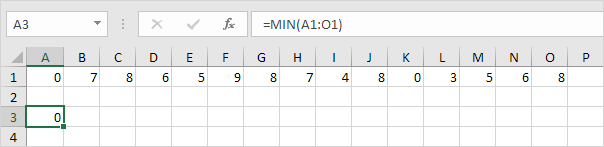 A3 fx =MIN(A1:O1)
A B C D E F G H I J K L M N O P
1 0 7 8 6 5 9 8 7 4 8 0 3 5 6 8
2
3 0
4